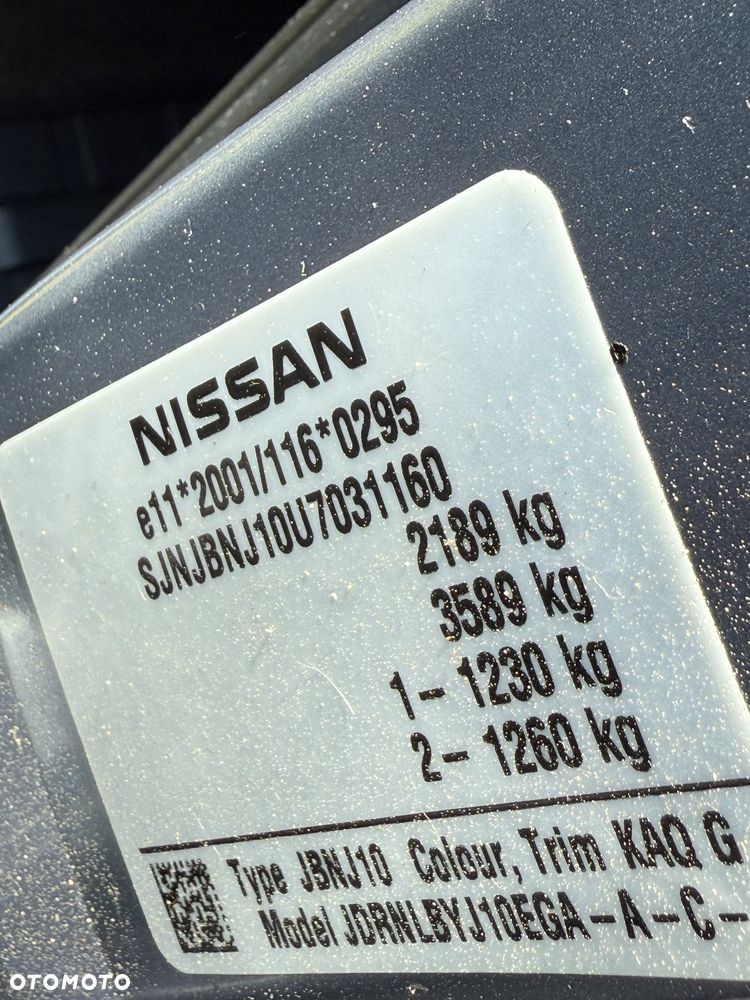 NISSAN
e11*2001/116*0295
SJNJBNJ10U7031160
2189 kg
3589 kg
1- 1230 kg
2- 1260 kg
Type JBNJ10 Colour, Trim KAQ G
Model JDRNLBYJ10EGA-A-C-
OTOMOTO